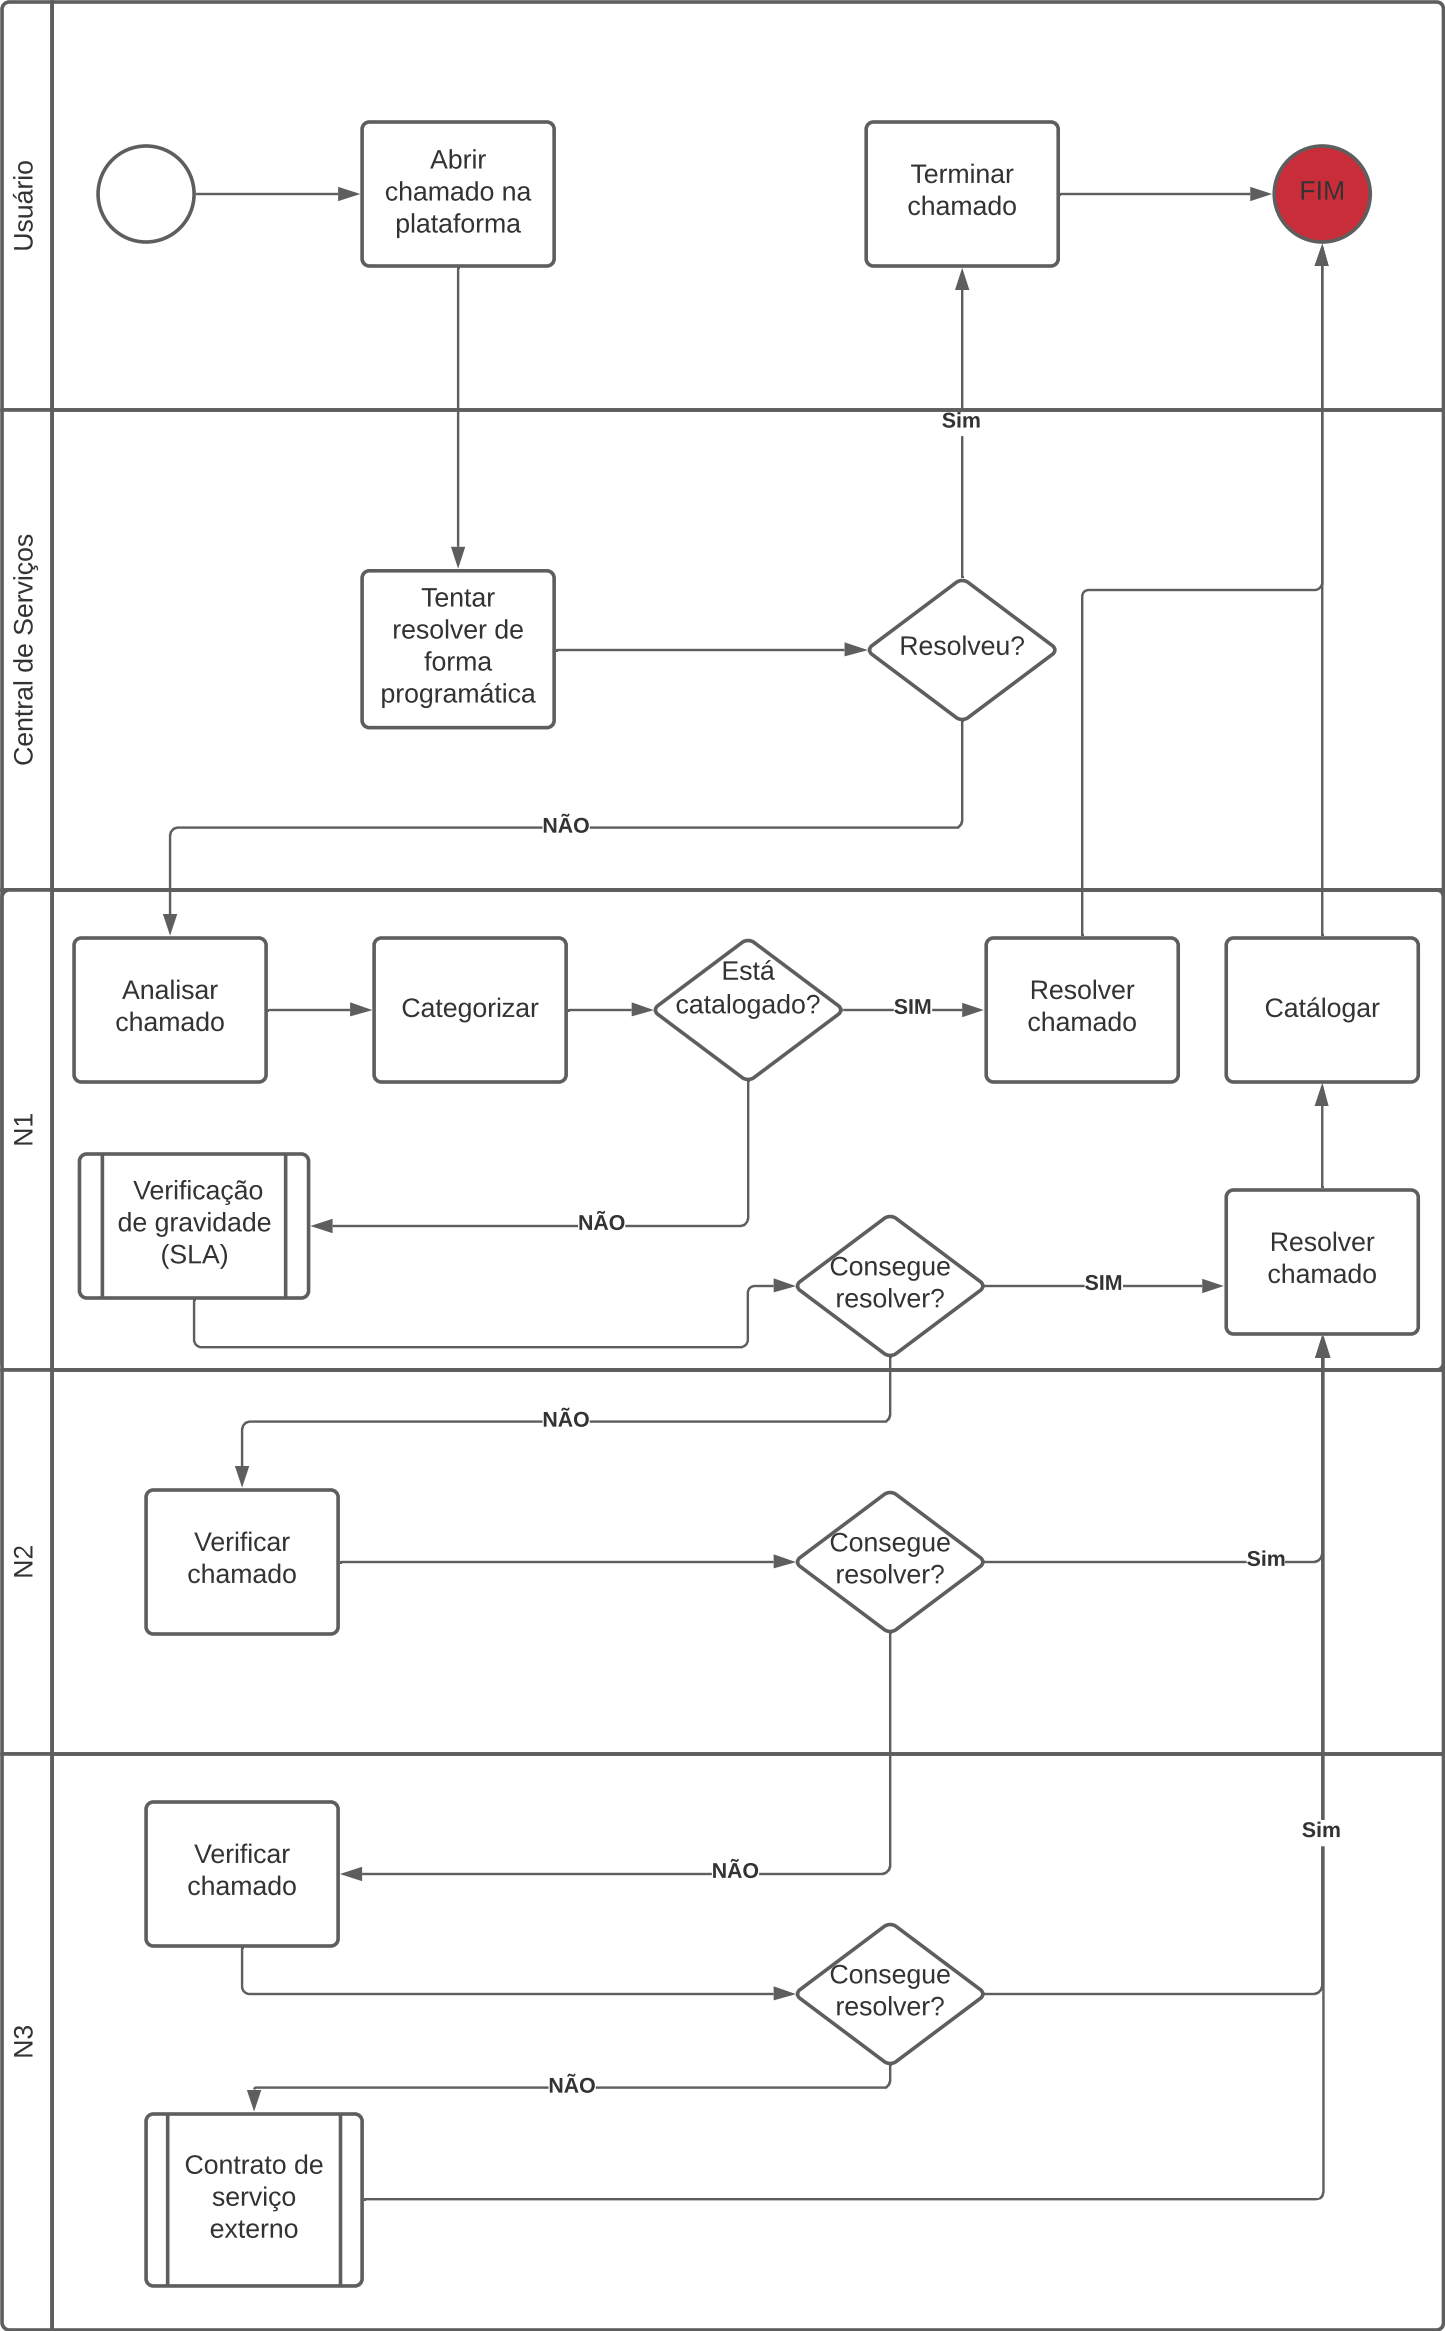 Usuário
Abrir
chamado na
plataforma
Terminar
chamado
FIM
Sim
Central de Serviços
Tentar
resolver de
forma
programática
Resolveu?
NÃO
N1
Analisar
chamado
Categorizar
Está
catalogado?
SIM
Resolver
chamado
Catálogar
Verificação
de gravidade
(SLA)
NÃO
Consegue
resolver?
SIM
Resolver
chamado
NÃO
N2
Verificar
chamado
Consegue
resolver?
Sim
N3
Verificar
chamado
NÃO
Sim
Consegue
resolver?
NÃO
Contrato de
serviço
externo